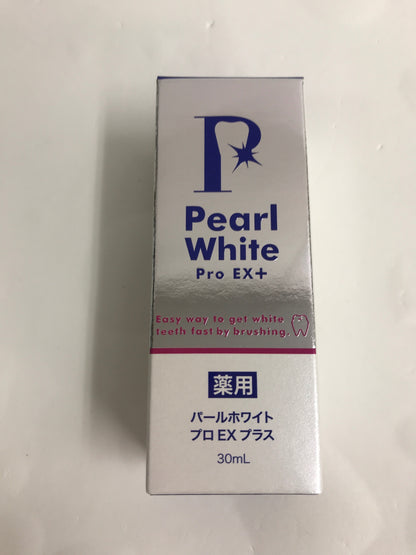 P
Pearl
White
Pro EX+
Easy way to get white
teeth fast by brushing.
薬用
パールホワイト
プロ EX プラス
30mL